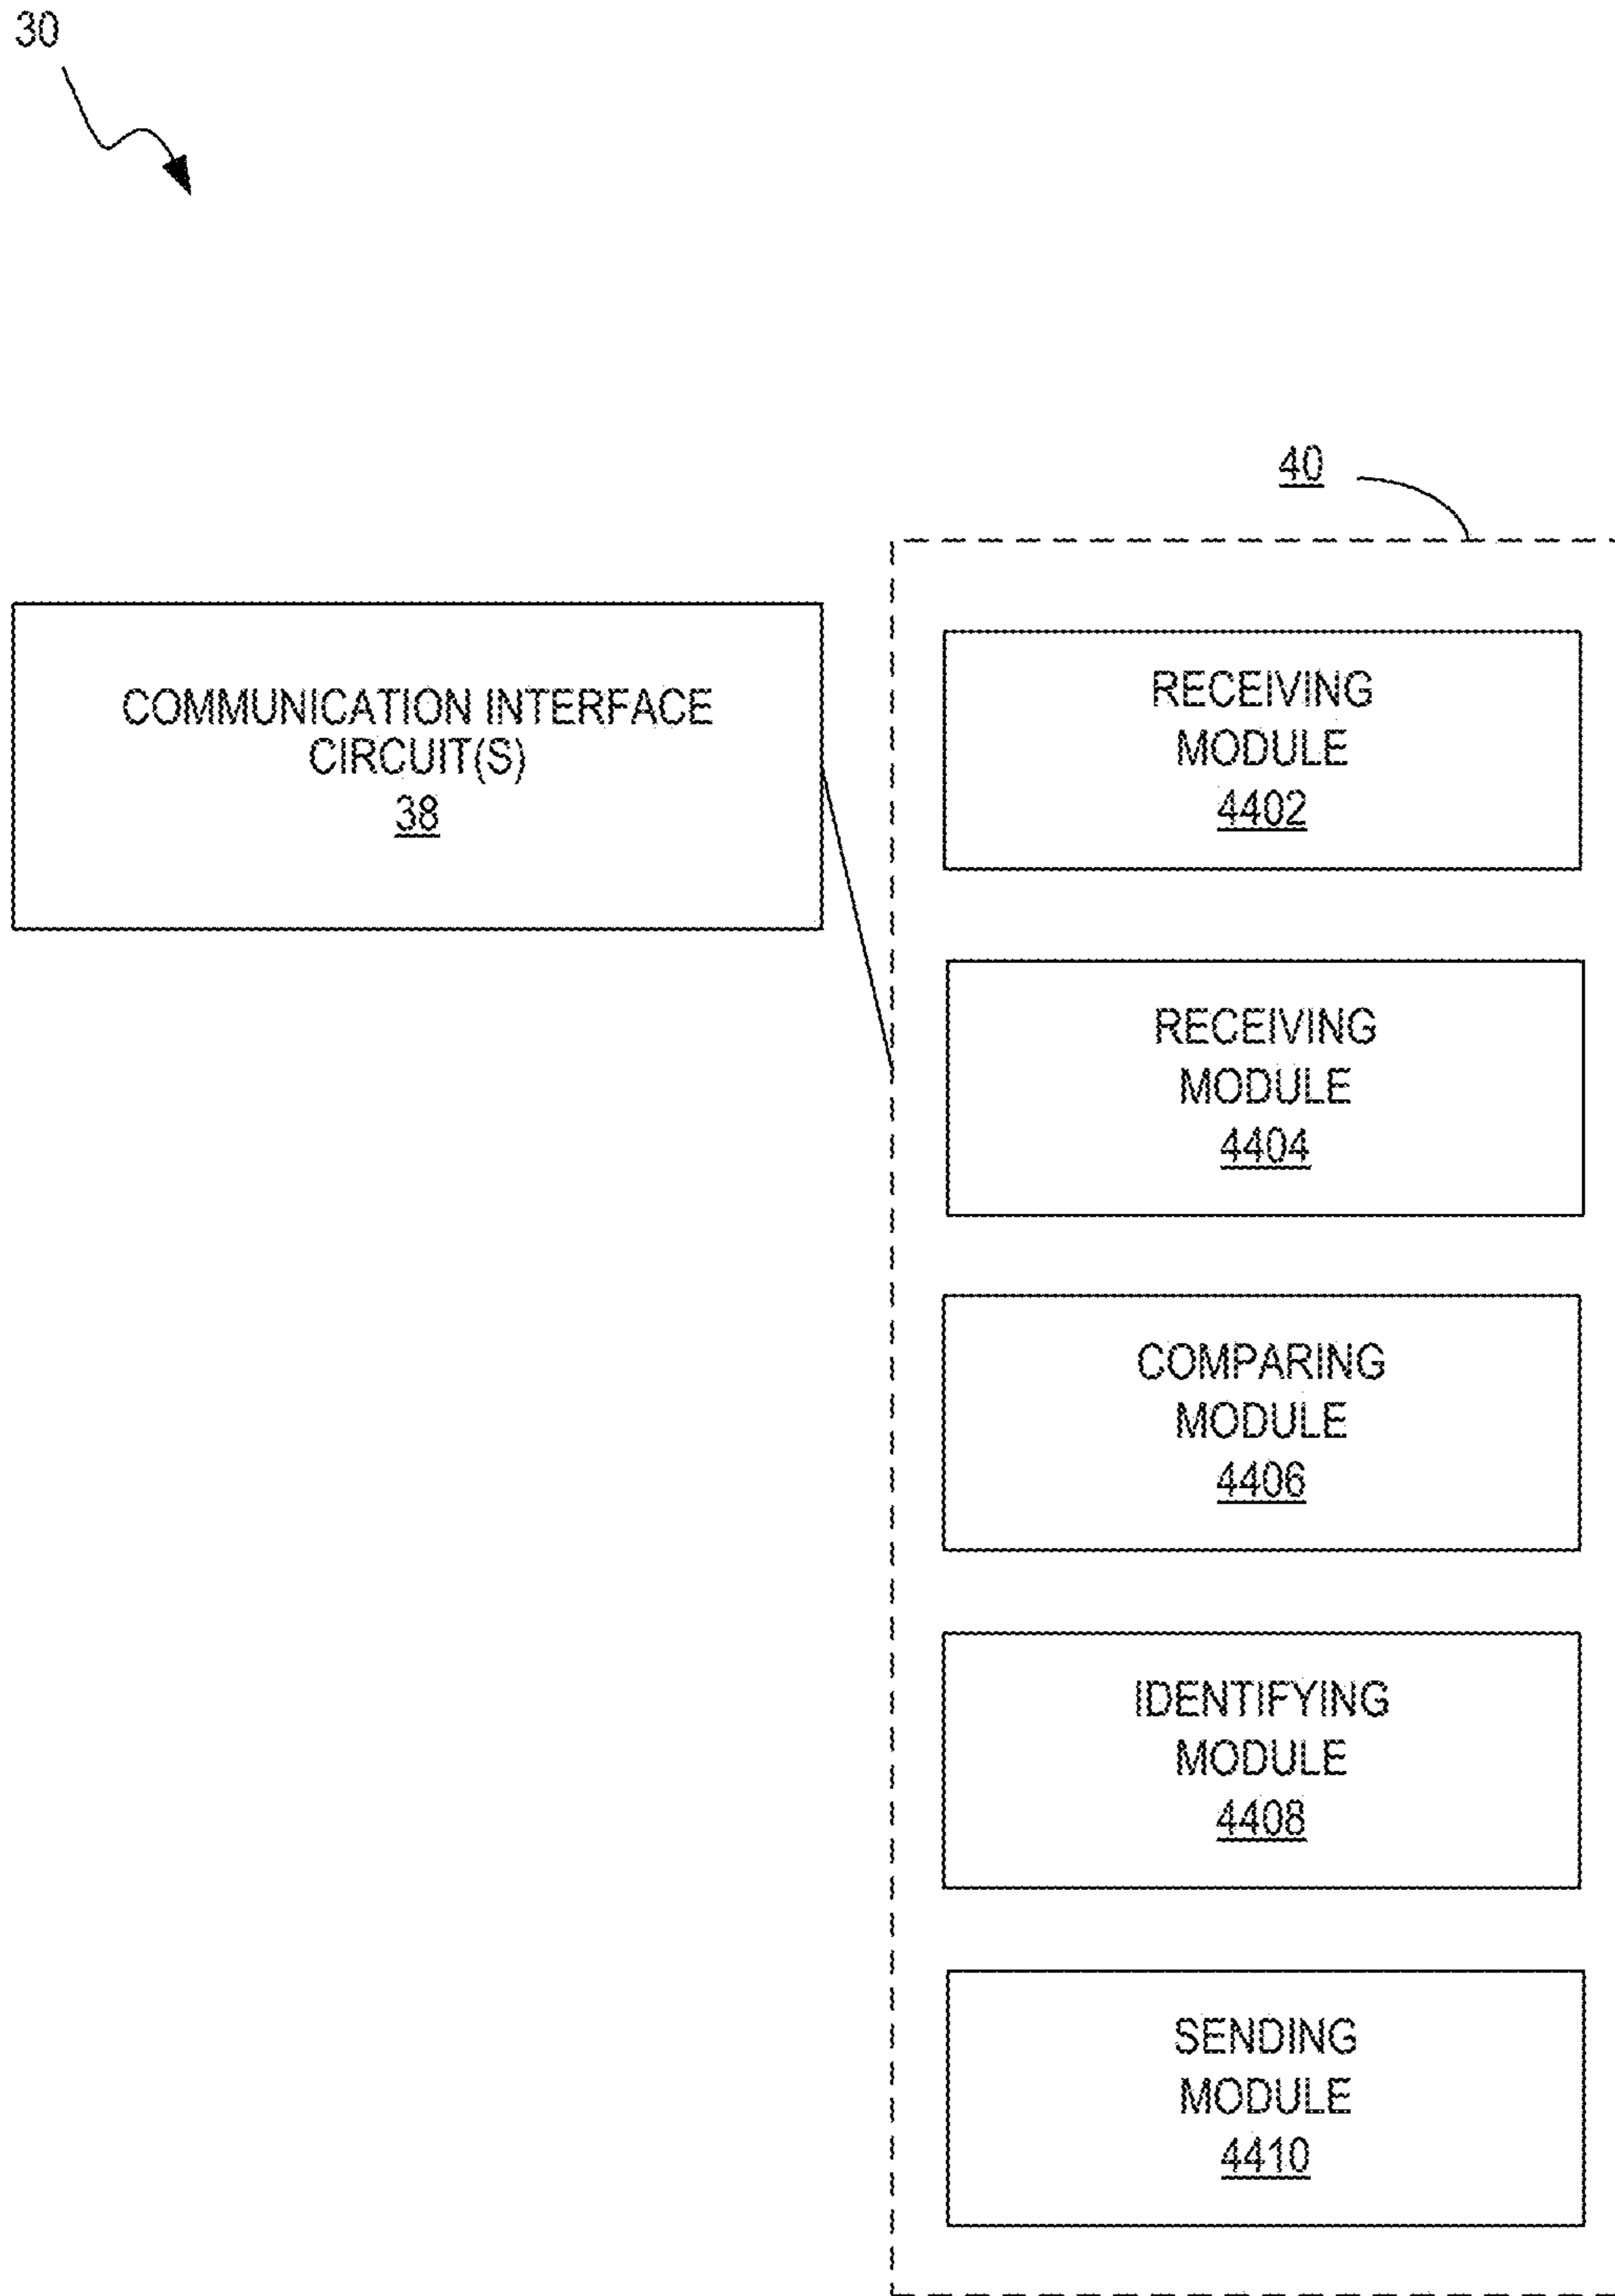 30
40
COMMUNICATION INTERFACE
CIRCUIT(S)
38
RECEIVING
MODULE
4402
RECEIVING
MODULE
4404
COMPARING
MODULE
4406
IDENTIFYING
MODULE
4408
SENDING
MODULE
4410